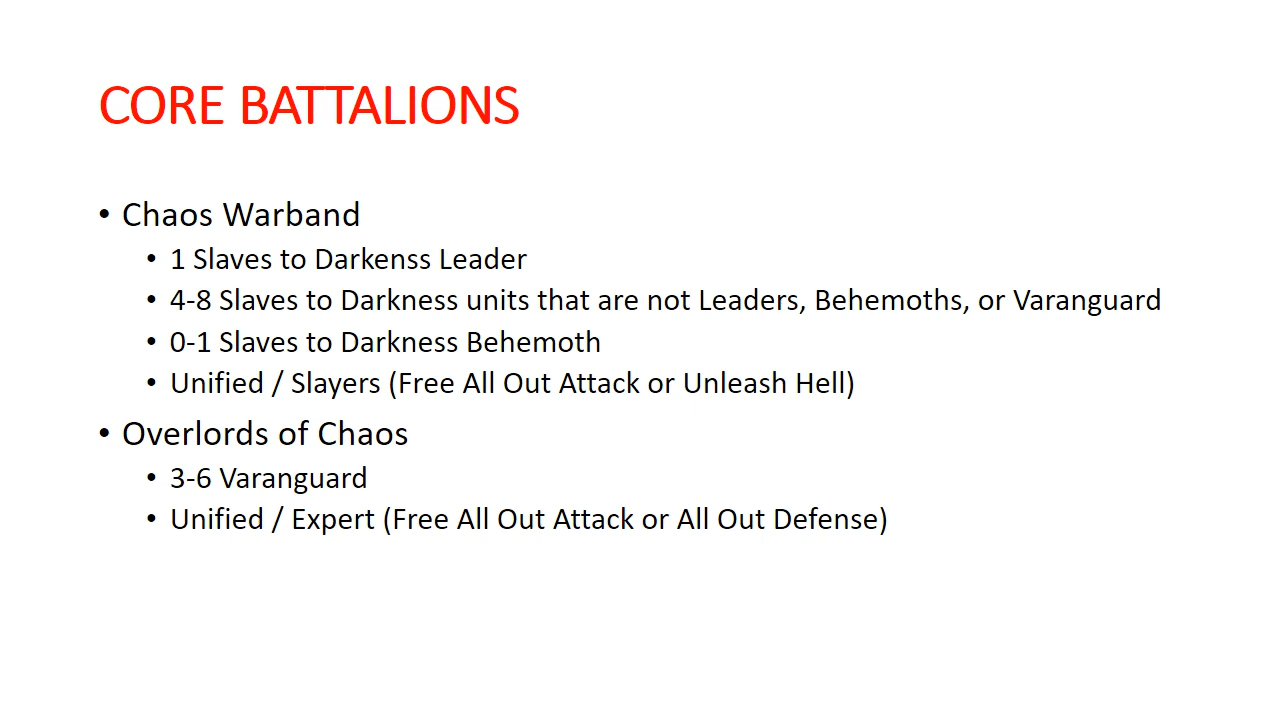 CORE BATTALIONS
• Chaos Warband
• 1 Slaves to Darkenss Leader
• 4-8 Slaves to Darkness units that are not Leaders, Behemoths, or Varanguard
• 0-1 Slaves to Darkness Behemoth
• Unified / Slayers (Free All Out Attack or Unleash Hell)
• Overlords of Chaos
• 3-6 Varanguard
• Unified / Expert (Free All Out Attack or All Out Defense)